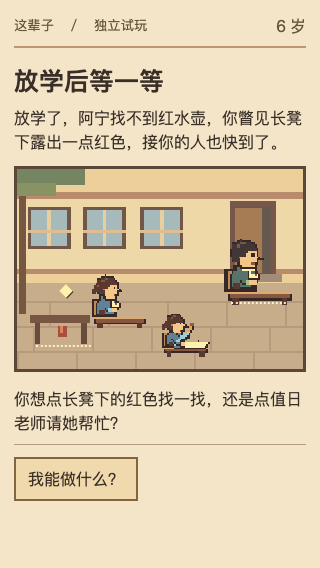 这辈子 / 独立试玩 6 岁
放学后等一等
放学了，阿宁找不到红水壶，你瞥见长凳
下露出一点红色，接你的人也快到了。
你想点长凳下的红色找一找，还是点值日
老师请她帮忙？
我能做什么？